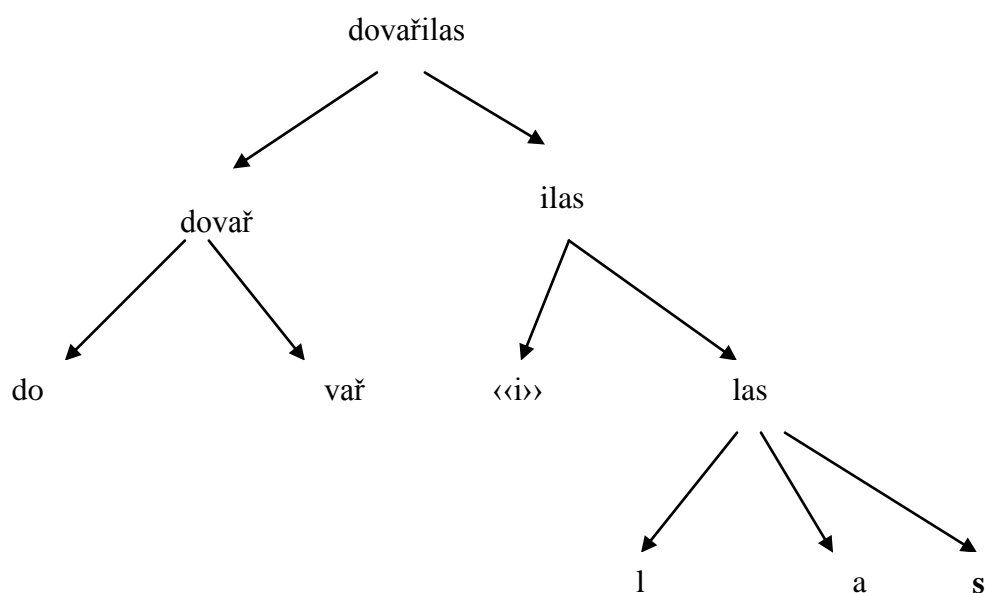 dovařilas
ilas
dovař
do vař ‹‹i›› las
l a s